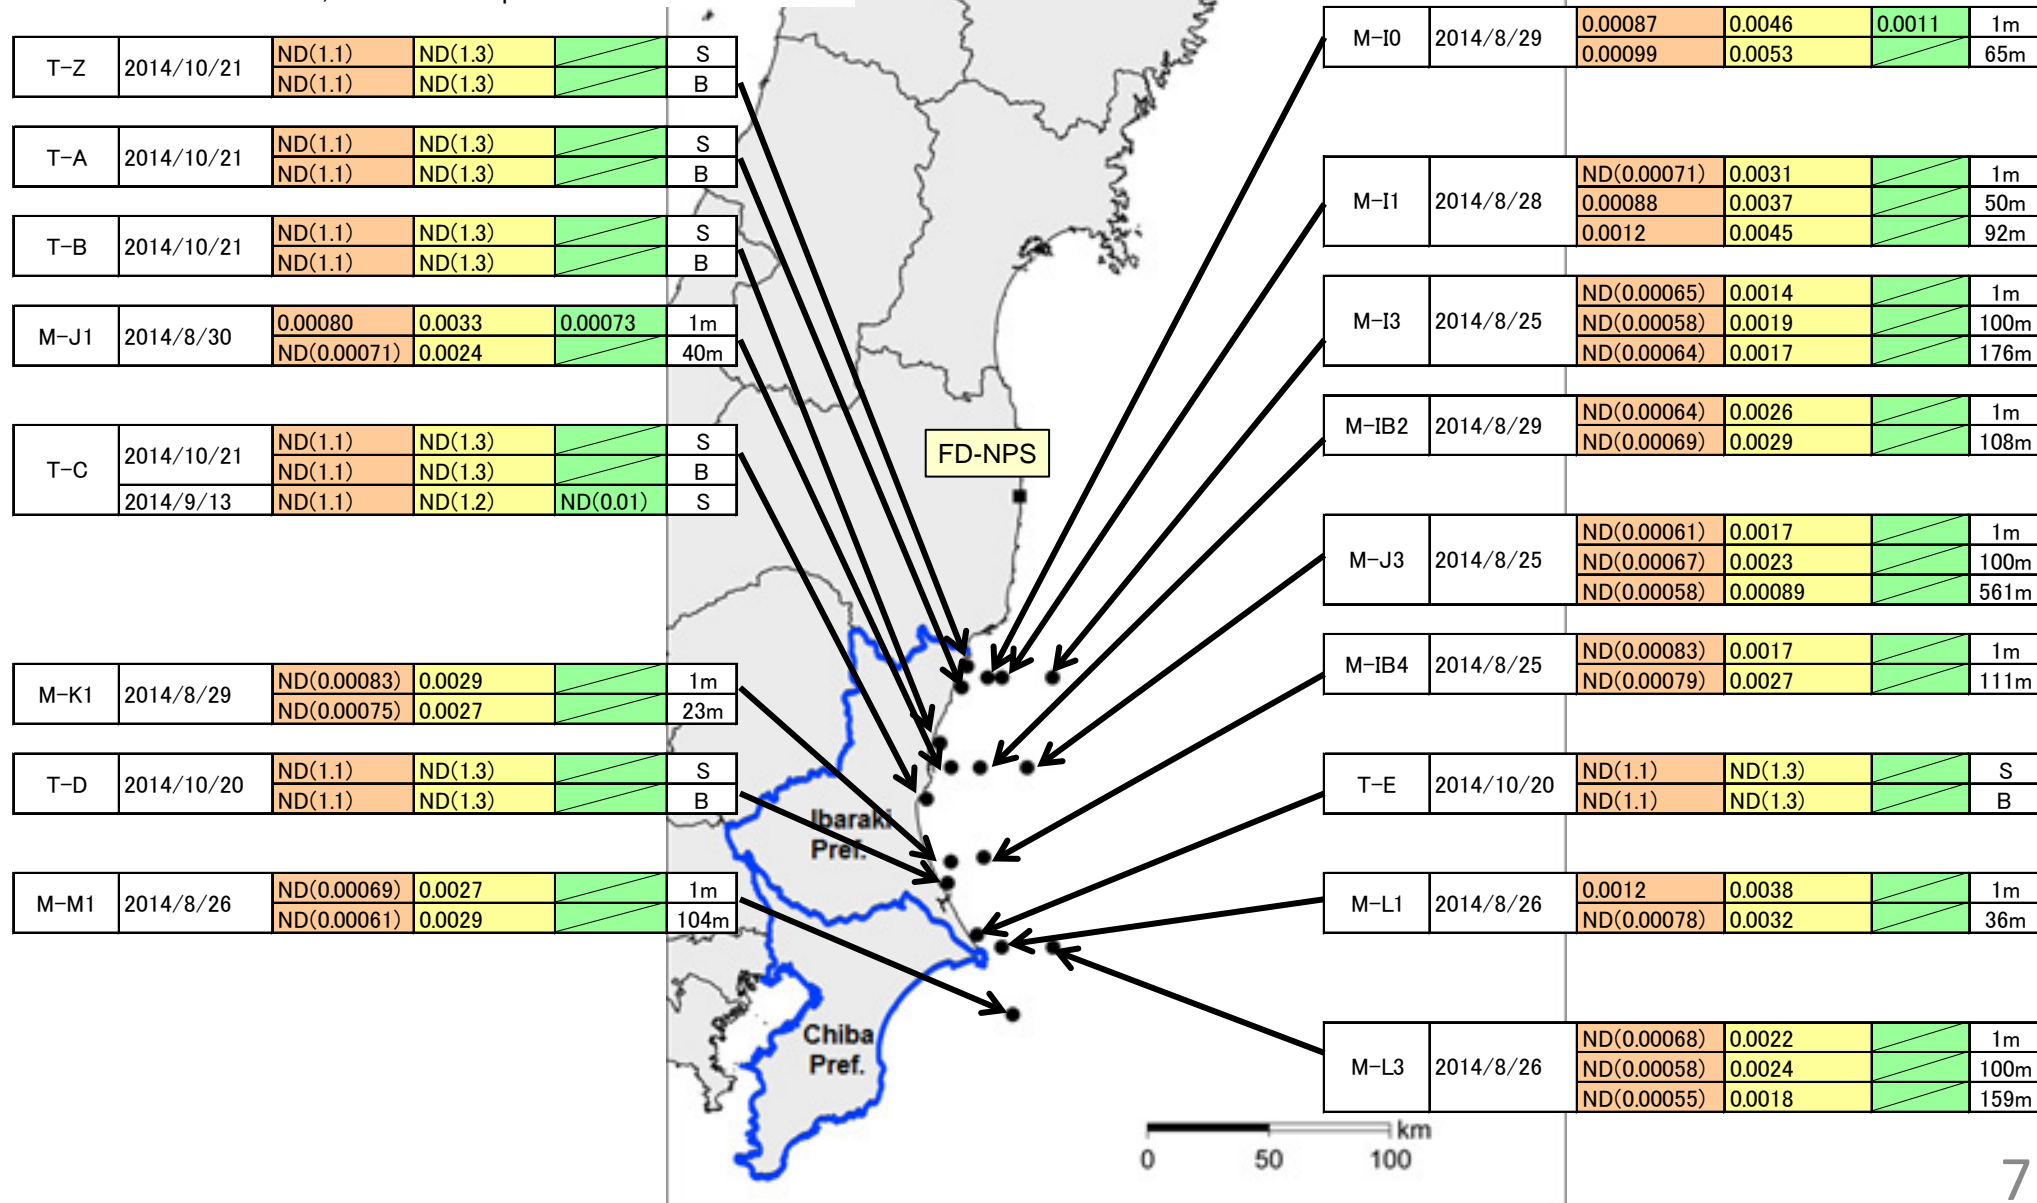 T-Z 2014/10/21 ND(1.1) ND(1.3) S
ND(1.1) ND(1.3) B
T-A 2014/10/21 ND(1.1) ND(1.3) S
ND(1.1) ND(1.3) B
T-B 2014/10/21 ND(1.1) ND(1.3) S
ND(1.1) ND(1.3) B
M-J1 2014/8/30 0.00080 0.0033 0.00073 1m
ND(0.00071) 0.0024 40m
T-C 2014/10/21 ND(1.1) ND(1.3) S
ND(1.1) ND(1.3) B
2014/9/13 ND(1.1) ND(1.2) ND(0.01) S
M-K1 2014/8/29 ND(0.00083) 0.0029 1m
ND(0.00075) 0.0027 23m
T-D 2014/10/20 ND(1.1) ND(1.3) S
ND(1.1) ND(1.3) B
M-M1 2014/8/26 ND(0.00069) 0.0027 1m
ND(0.00061) 0.0029 104m
FD-NPS
Ibaraki
Pref.
Chiba
Pref.
M-I0 2014/8/29 0.00087 0.0046 0.0011 1m
0.00099 0.0053 65m
M-I1 2014/8/28 ND(0.00071) 0.0031 1m
0.00088 0.0037 50m
0.0012 0.0045 92m
M-I3 2014/8/25 ND(0.00065) 0.0014 1m
ND(0.00058) 0.0019 100m
ND(0.00064) 0.0017 176m
M-IB2 2014/8/29 ND(0.00064) 0.0026 1m
ND(0.00069) 0.0029 108m
M-J3 2014/8/25 ND(0.00061) 0.0017 1m
ND(0.00067) 0.0023 100m
ND(0.00058) 0.00089 561m
M-IB4 2014/8/25 ND(0.00083) 0.0017 1m
ND(0.00079) 0.0027 111m
T-E 2014/10/20 ND(1.1) ND(1.3) S
ND(1.1) ND(1.3) B
M-L1 2014/8/26 0.0012 0.0038 1m
ND(0.00078) 0.0032 36m
M-L3 2014/8/26 ND(0.00068) 0.0022 1m
ND(0.00058) 0.0024 100m
ND(0.00055) 0.0018 159m
km
0 50 100
7